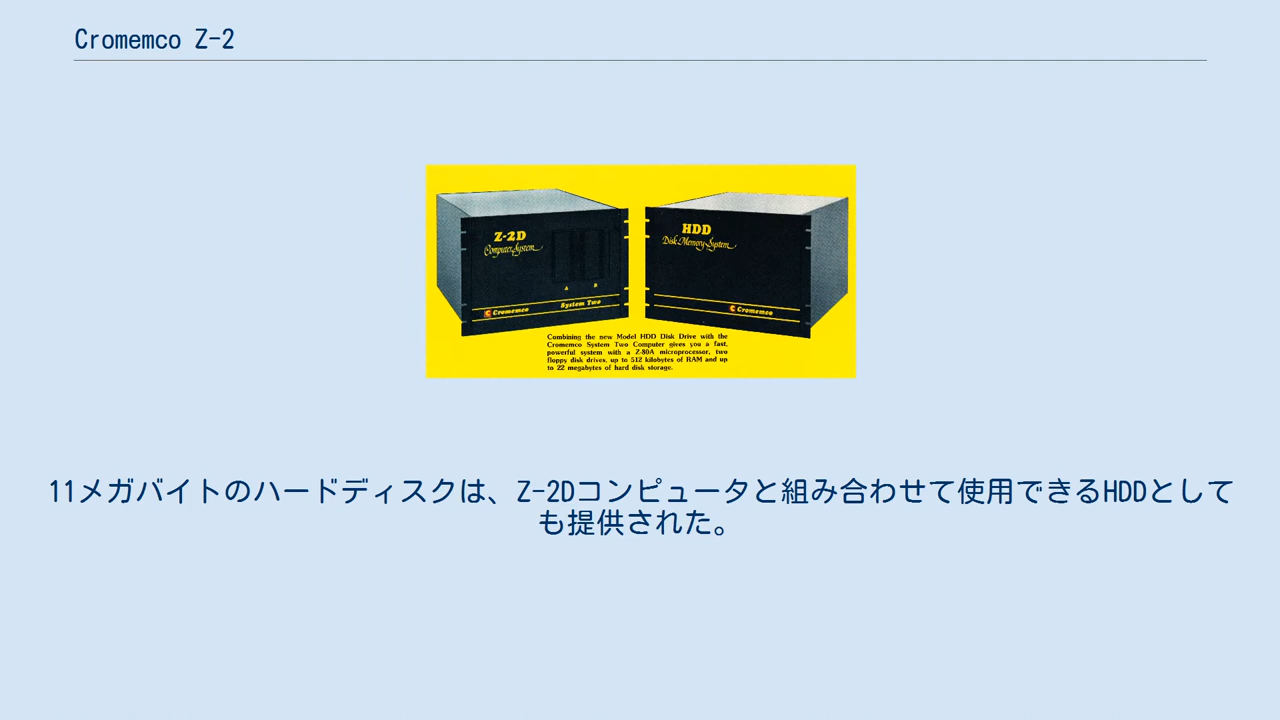 Cromemco Z-2
Z-2D
Computer System
HDD
Disk Memory System
A
B
System Two
C Cromemco
C Cromemco
Combining the new Model HDD Disk Drive with the
Cromemco System Two Computer gives you a fast,
powerful system with a Z-80A microprocessor, two
floppy disk drives, up to 512 kilobytes of RAM and up
to 22 megabytes of hard disk storage.
11メガバイトのハードディスクは、Z-2Dコンピュータと組み合わせて使用できるHDDとして
も提供された。